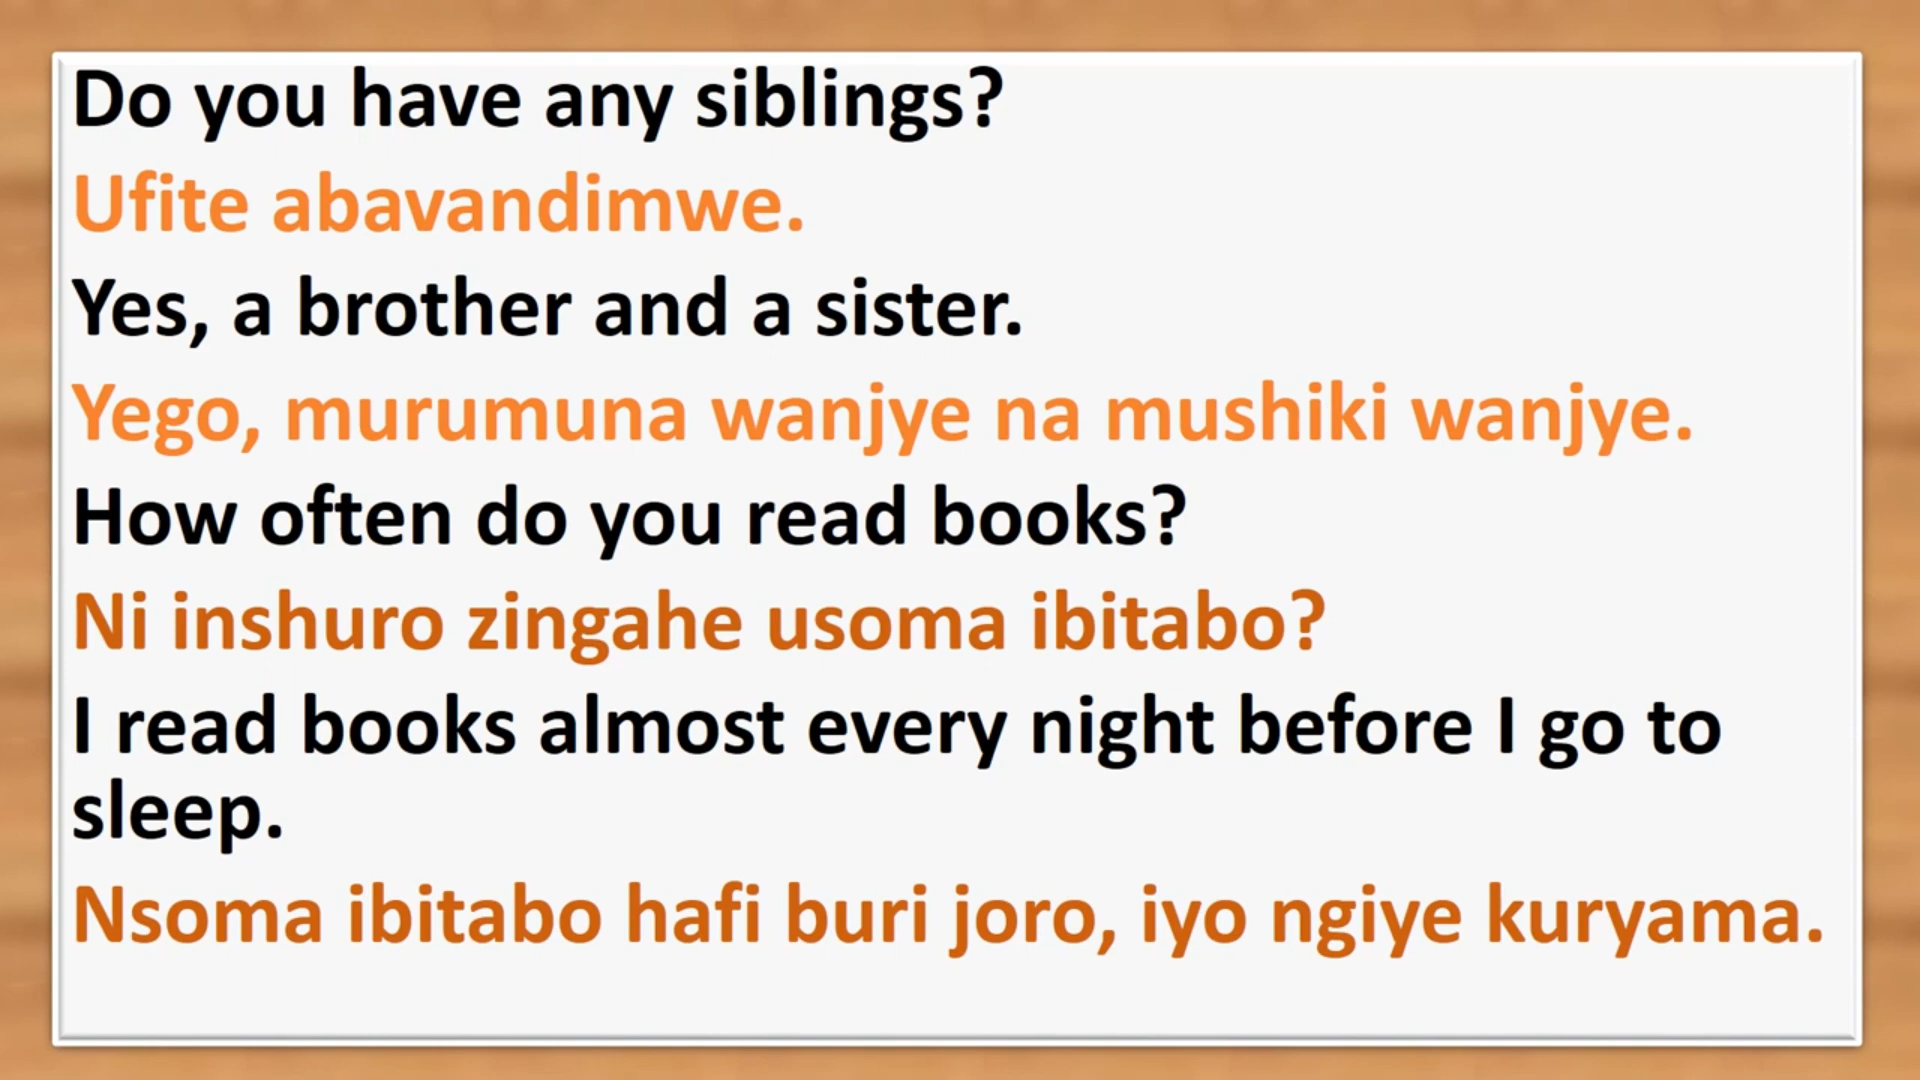 Do you have any siblings?
Ufite abavandimwe.
Yes, a brother and a sister.
Yego, murumuna wanjye na mushiki wanjye.
How often do you read books?
Ni inshuro zingahe usoma ibitabo?
I read books almost every night before I go to
sleep.
Nsoma ibitabo hafi buri joro, iyo ngiye kuryama.